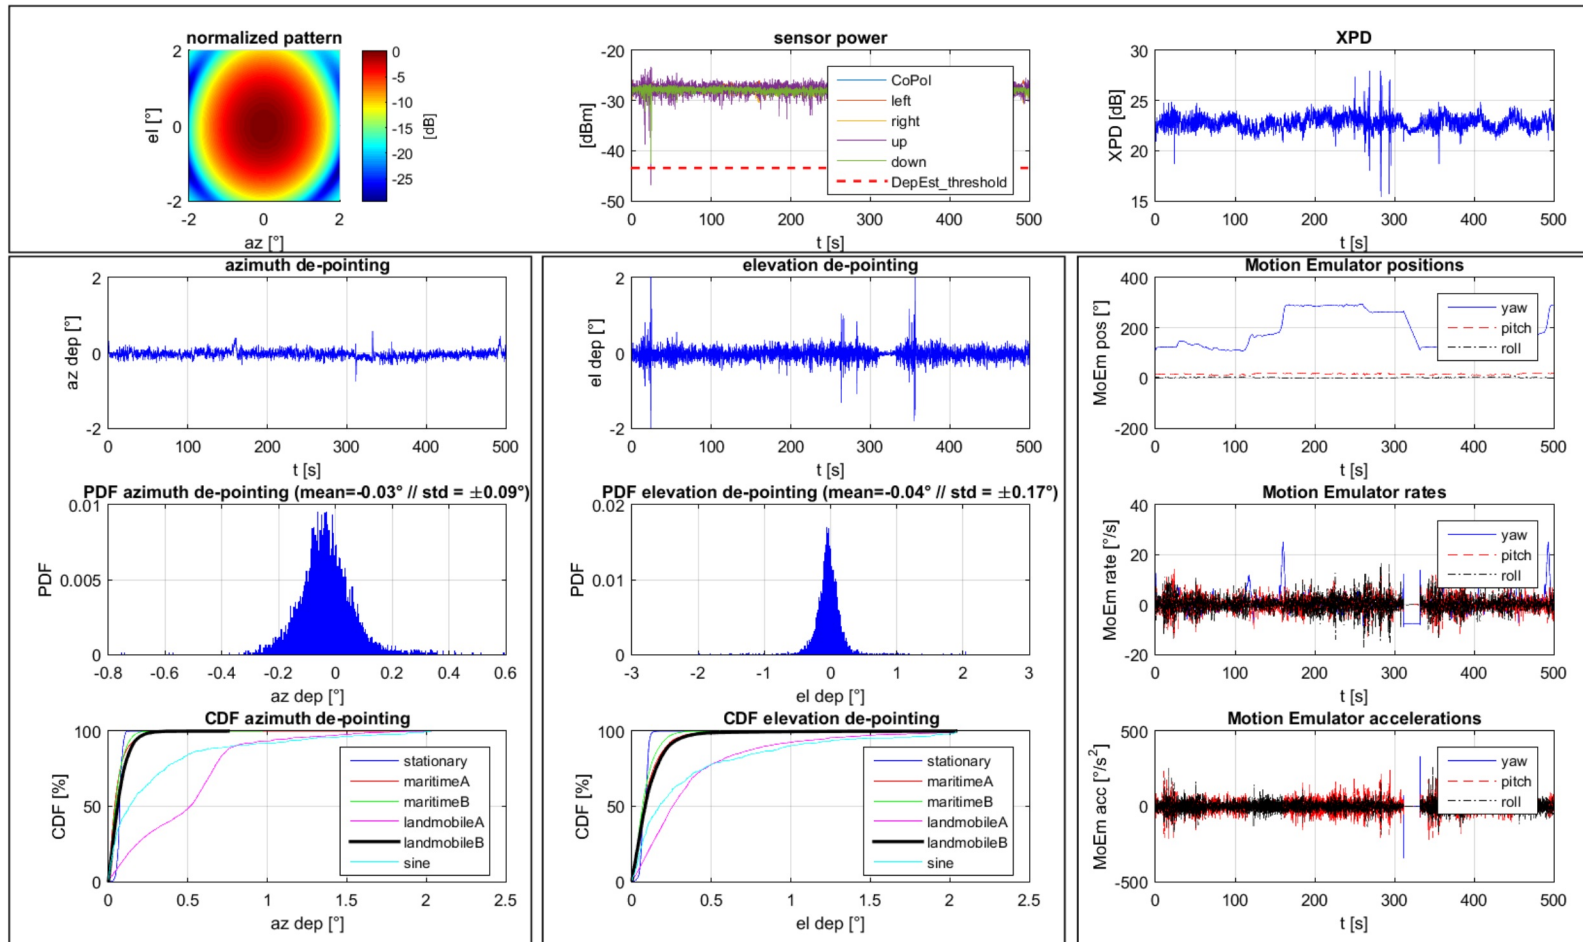 normalized pattern
2
0
-2
el [°]
-2
0
2
az [°]
0
-5
-10
-15
-20
-25
[dB]
sensor power
-20
-30
-40
-50
[dBm]
CoPol
left
right
up
down
DepEst_threshold
0
100
200
300
400
500
t [s]
XPD
30
25
20
15
XPD [dB]
0
100
200
300
400
500
t [s]
azimuth de-pointing
2
0
-2
az dep [°]
0
100
200
300
400
500
t [s]
PDF azimuth de-pointing (mean=-0.03° // std = ±0.09°)
0.01
0.005
0
PDF
-0.8
-0.6
-0.4
-0.2
0
0.2
0.4
0.6
az dep [°]
CDF azimuth de-pointing
100
50
0
CDF [%]
stationary
maritimeA
maritimeB
landmobileA
landmobileB
sine
0
0.5
1
1.5
2
2.5
az dep [°]
elevation de-pointing
2
0
-2
el dep [°]
0
100
200
300
400
500
t [s]
PDF elevation de-pointing (mean=-0.04° // std = ±0.17°)
0.02
0.01
0
PDF
-3
-2
-1
0
1
2
3
el dep [°]
CDF elevation de-pointing
100
50
0
CDF [%]
stationary
maritimeA
maritimeB
landmobileA
landmobileB
sine
0
0.5
1
1.5
2
2.5
el dep [°]
Motion Emulator positions
400
200
0
-200
MoEm pos [°]
yaw
pitch
roll
0
100
200
300
400
500
t [s]
Motion Emulator rates
40
20
0
-20
MoEm rate [°/s]
yaw
pitch
roll
0
100
200
300
400
500
t [s]
Motion Emulator accelerations
500
0
-500
MoEm acc [°/s²]
yaw
pitch
roll
0
100
200
300
400
500
t [s]